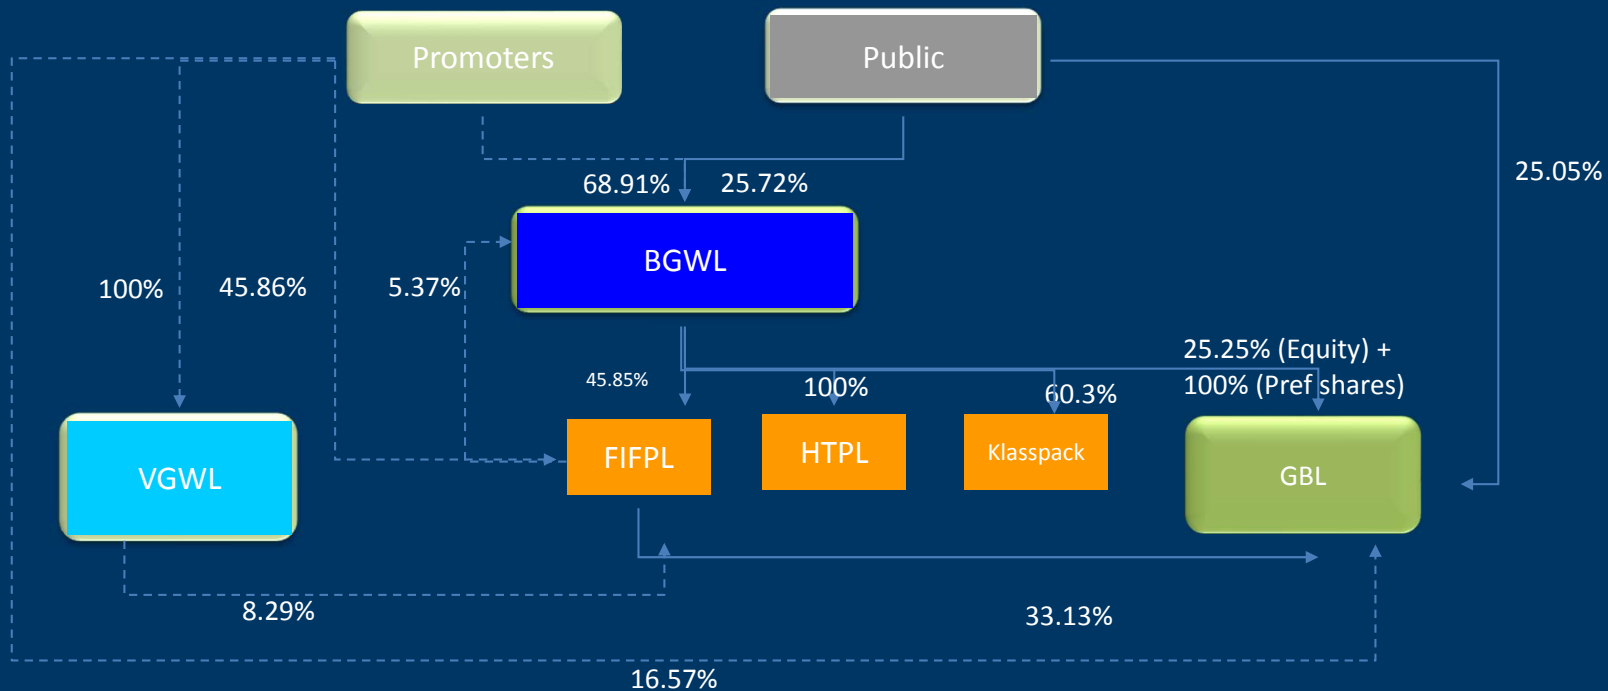 Promoters
Public
25.05%
68.91%
25.72%
BGWL
100%
45.86%
5.37%
25.25% (Equity) +
100% (Pref shares)
45.85%
100%
60.3%
VGWL
FIFPL
HTPL
Klasspack
GBL
8.29%
33.13%
16.57%